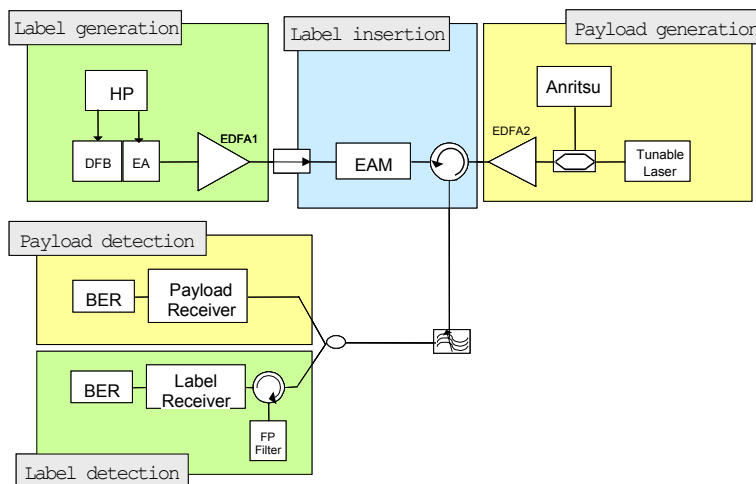 Label generation
HP
DFB
EA
EDFA1
Label insertion
EAM
Payload generation
Anritsu
EDFA2
Tunable
Laser
Payload detection
BER
Payload
Receiver
BER
Label
Receiver
FP
Filter
Label detection